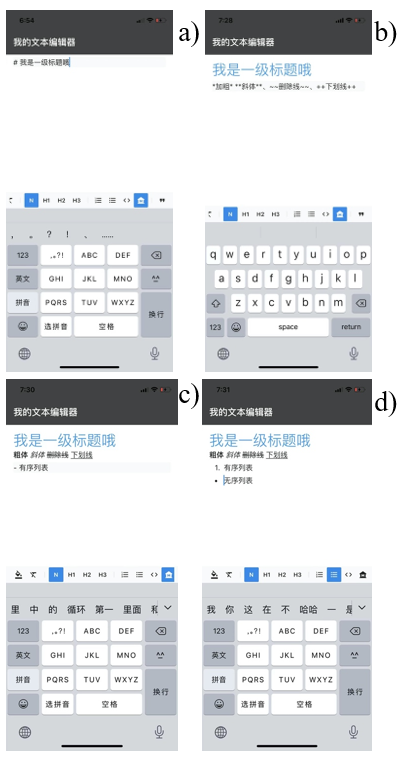 6:54
我的文本编辑器
# 我是一级标题哦
N H1 H2 H3 <> ❞
， 。 ？ ！ 、 ……
123 ,。?! ABC DEF
英文 GHI JKL MNO ^^
拼音 PQRS TUV WXYZ 换行
选拼音 空格
a)
7:28
我的文本编辑器
我是一级标题哦
*加粗* **斜体**、~~删除线~~、++下划线++
N H1 H2 H3 <> ❞
q w e r t y u i o p
a s d f g h j k l
z x c v b n m
123 space return
b)
7:30
我的文本编辑器
我是一级标题哦
粗体 斜体 删除线 下划线
- 有序列表
N H1 H2 H3 <>
里 中 的 循环 第一 里面 和
123 ,。?! ABC DEF
英文 GHI JKL MNO ^^
拼音 PQRS TUV WXYZ 换行
选拼音 空格
c)
7:31
我的文本编辑器
我是一级标题哦
粗体 斜体 删除线 下划线
1. 有序列表
• 无序列表
N H1 H2 H3 <>
我 你 这 在 不 哈哈 一 是
123 ,。?! ABC DEF
英文 GHI JKL MNO ^^
拼音 PQRS TUV WXYZ 换行
选拼音 空格
d)